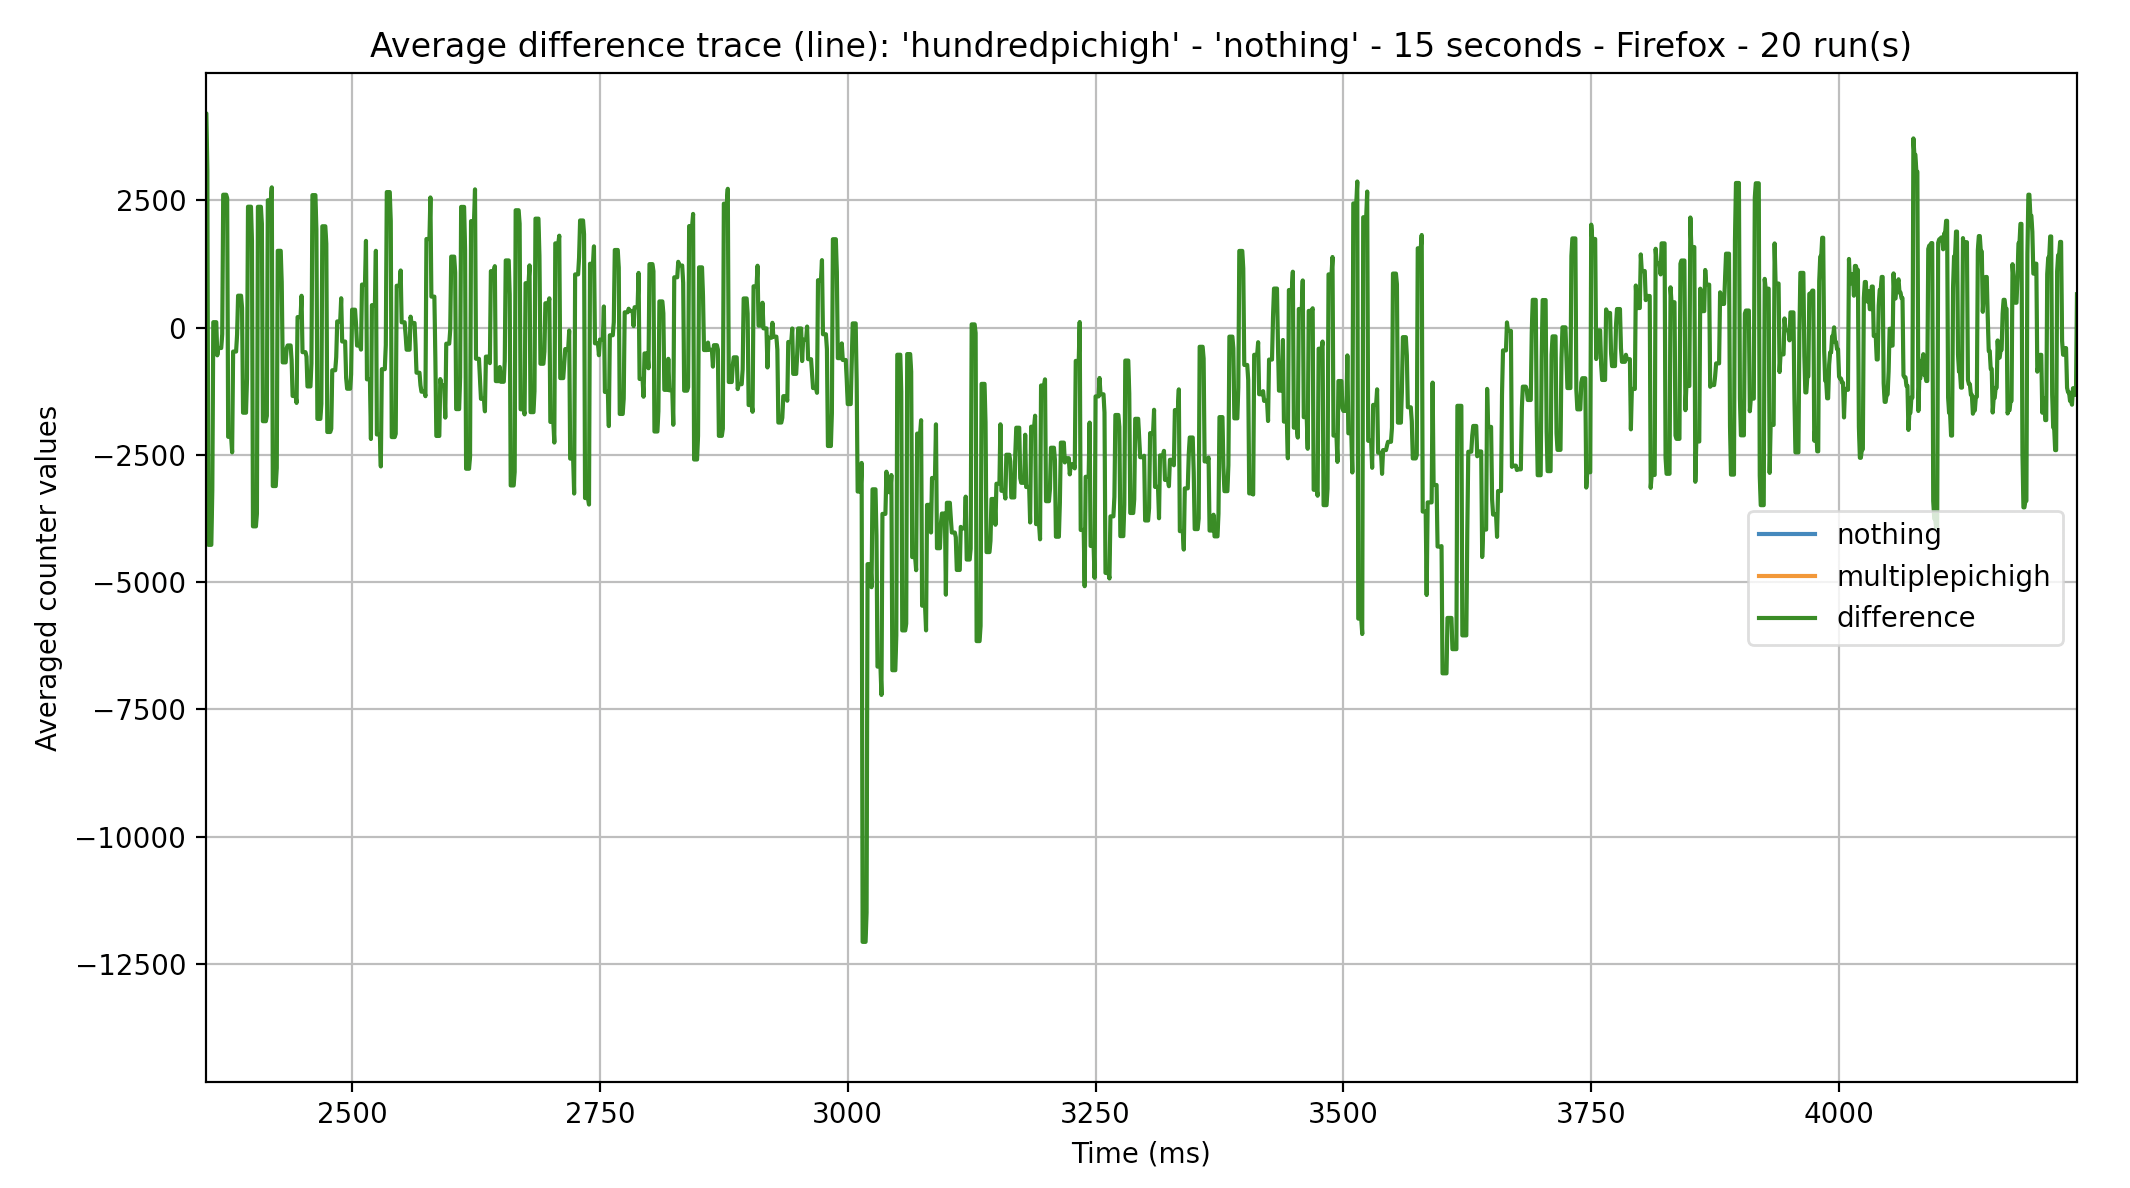 Average difference trace (line): 'hundredpichigh' - 'nothing' - 15 seconds - Firefox - 20 run(s)
Averaged counter values
2500
0
−2500
−5000
−7500
−10000
−12500
nothing
multiplepichigh
difference
2500
2750
3000
3250
3500
3750
4000
Time (ms)